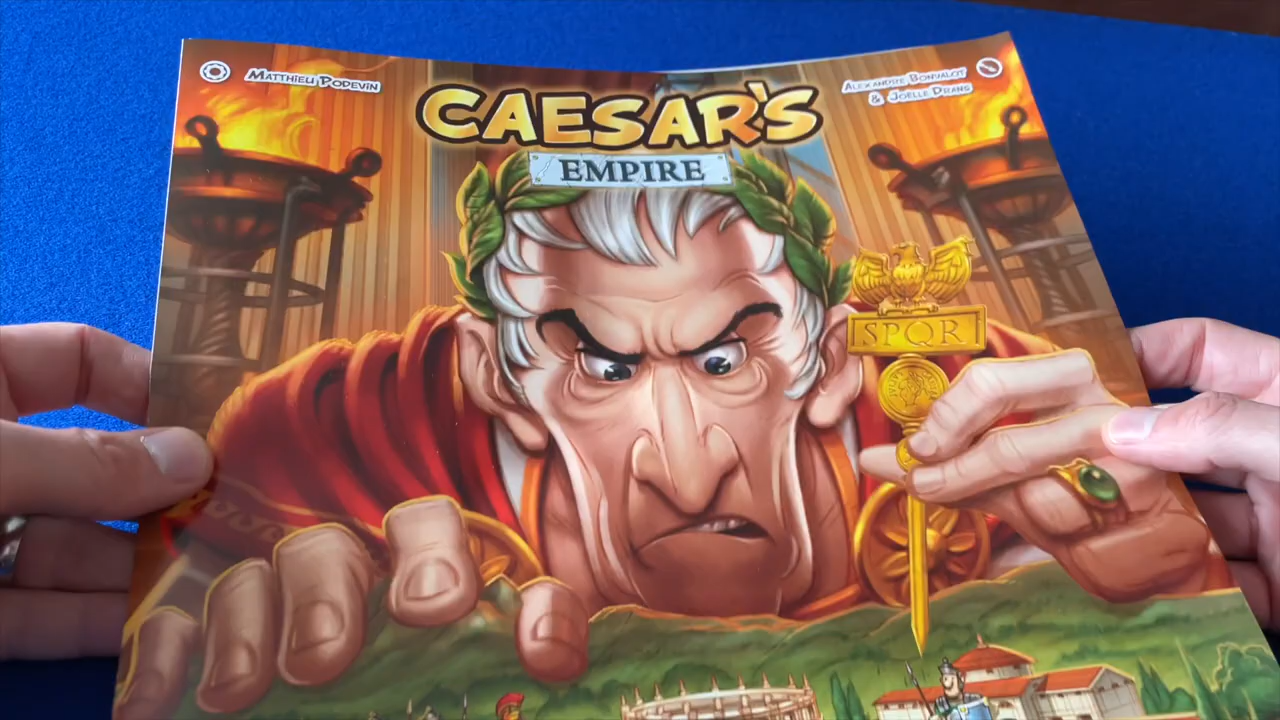 Matthieu Podevin
Alexandre Bonvalot
& Joëlle Drans
CAESAR'S
EMPIRE
SPQR